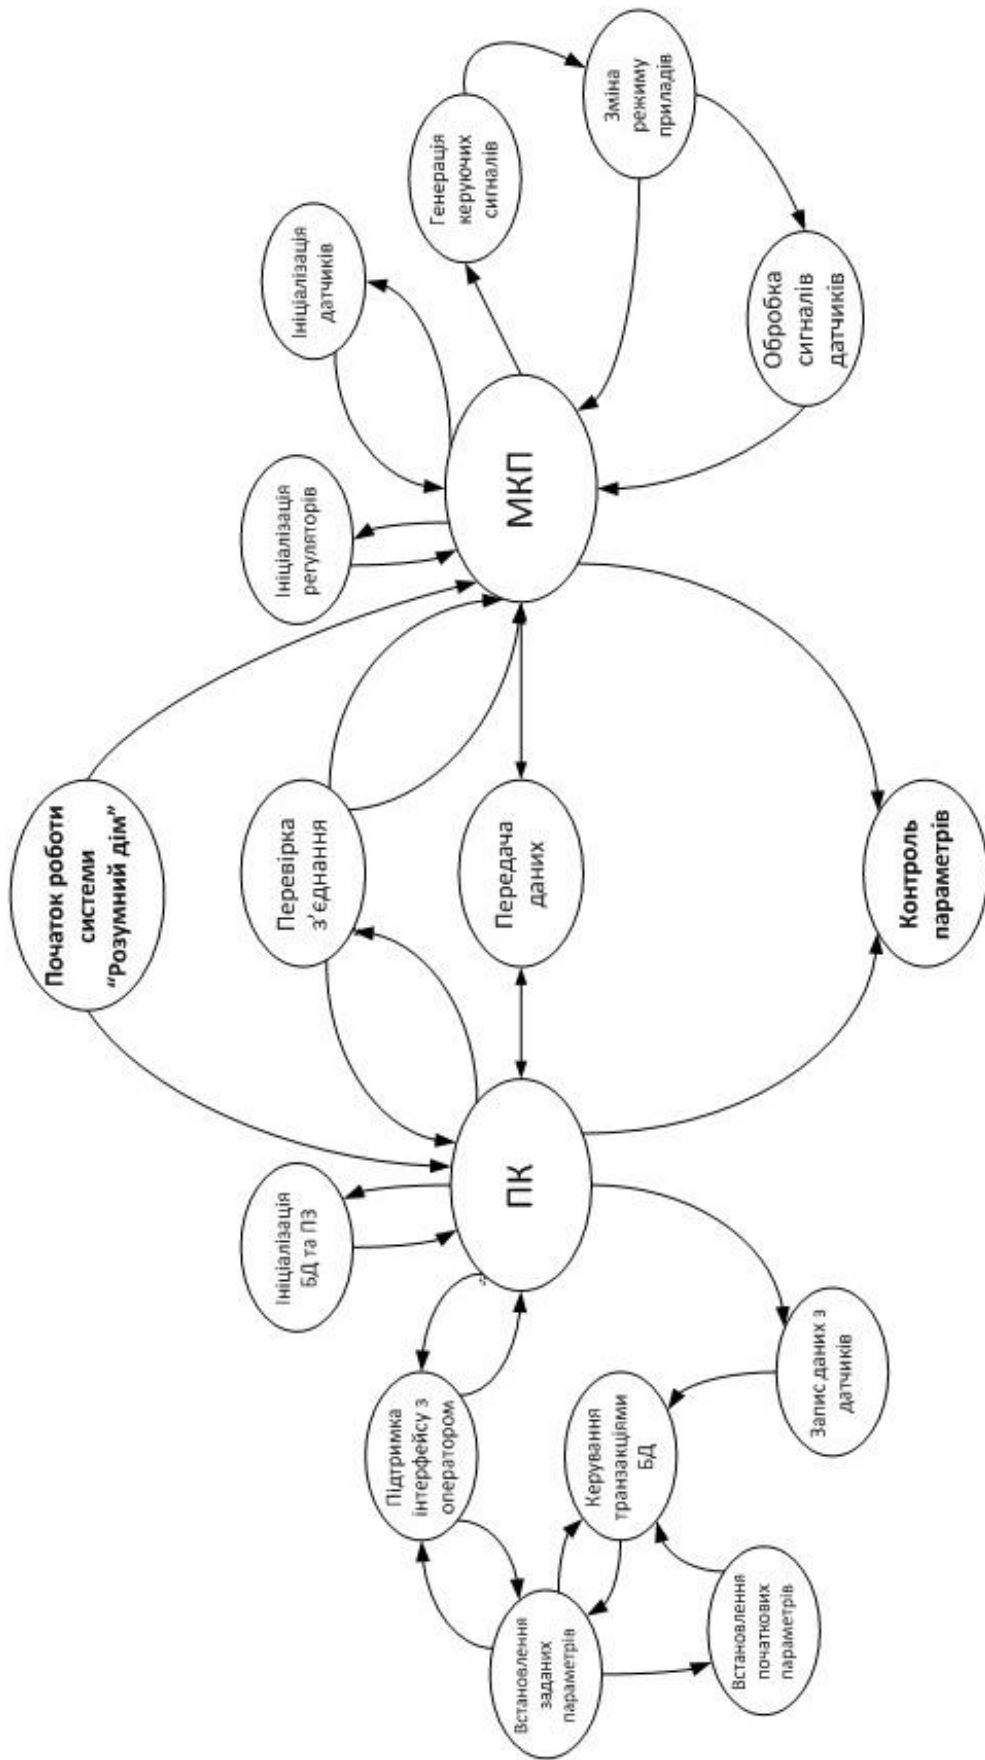 Початок роботи
системи
“Розумний дім”
Ініціалізація
БД та ПЗ
Перевірка
з’єднання
Ініціалізація
регуляторів
Ініціалізація
датчиків
Підтримка
інтерфейсу з
оператором
Генерація
керуючих
сигналів
ПК
Передача
даних
МКП
Встановлення
заданих
параметрів
Керування
транзакціями
БД
Зміна
режиму
приладів
Встановлення
початкових
параметрів
Запис даних з
датчиків
Обробка
сигналів
датчиків
Контроль
параметрів